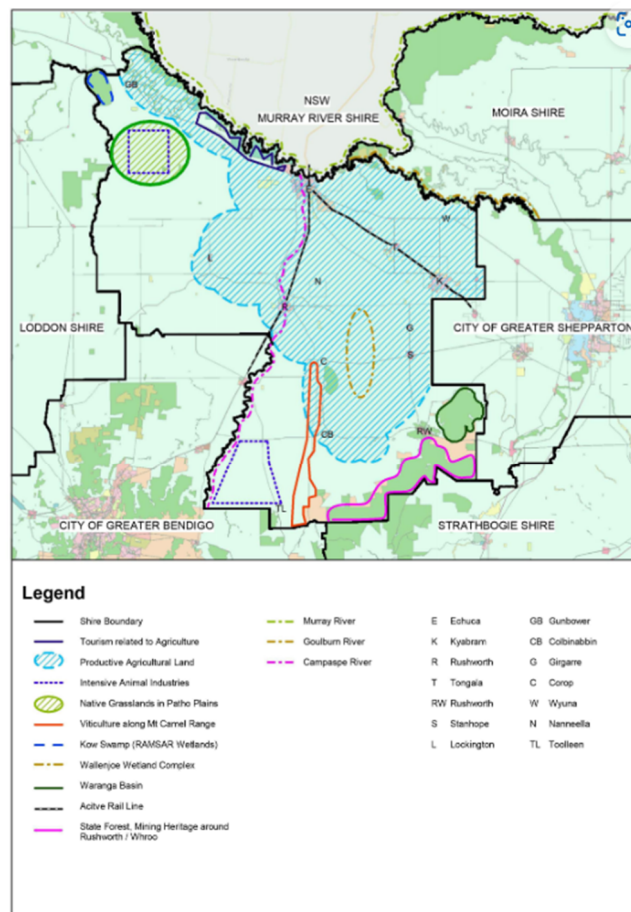 GB
NSW
MURRAY RIVER SHIRE
MOIRA SHIRE
W
T
L
K
N
R
G
LODDON SHIRE
CITY OF GREATER SHEPPARTON
S
C
CB
RW
TL
CITY OF GREATER BENDIGO
STRATHBOGIE SHIRE
Legend
Shire Boundary
Tourism related to Agriculture
Productive Agricultural Land
Intensive Animal Industries
Native Grasslands in Patho Plains
Viticulture along Mt Camel Range
Kow Swamp (RAMSAR Wetlands)
Wallenjoe Wetland Complex
Waranga Basin
Acitve Rail Line
State Forest, Mining Heritage around
Rushworth / Whroo
Murray River
Goulburn River
Campaspe River
E Echuca
K Kyabram
R Rushworth
T Tongala
RW Rushworth
S Stanhope
L Lockington
GB Gunbower
CB Colbinabbin
G Girgarre
C Corop
W Wyuna
N Nanneella
TL Toolleen